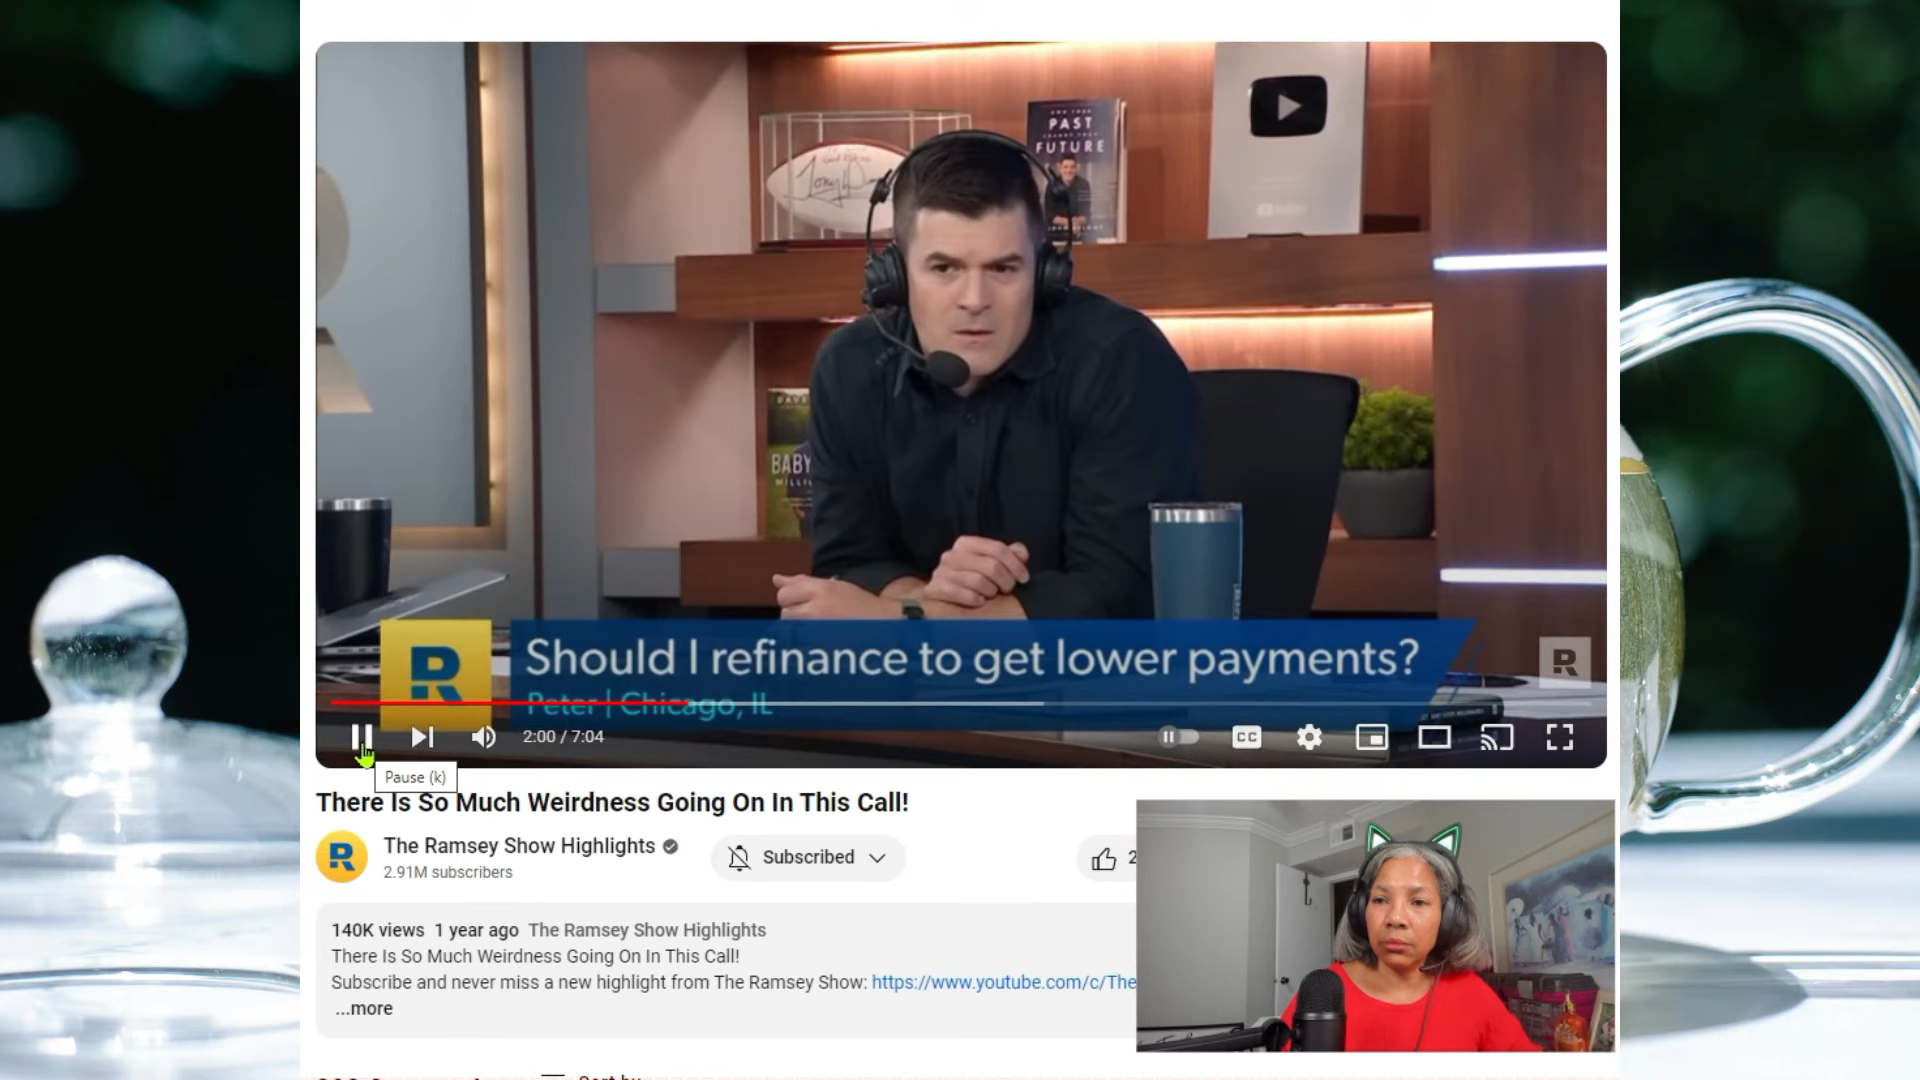 PAST
FUTURE
DAVE
BABY
Should I refinance to get lower payments?
R
R
Peter | Chicago, IL
2:00 / 7:04
CC
Pause (k)
There Is So Much Weirdness Going On In This Call!
R
The Ramsey Show Highlights
2.91M subscribers
Subscribed
2
140K views 1 year ago The Ramsey Show Highlights
There Is So Much Weirdness Going On In This Call!
Subscribe and never miss a new highlight from The Ramsey Show: https://www.youtube.com/c/The
...more